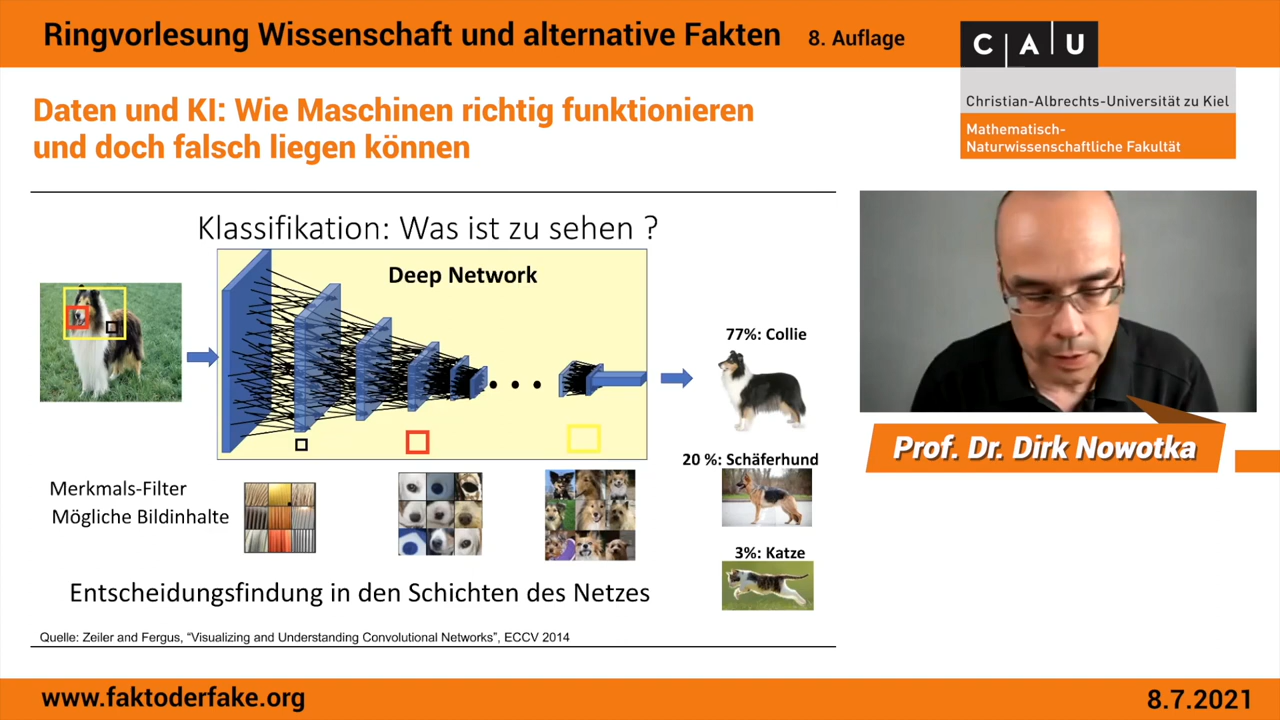 Ringvorlesung Wissenschaft und alternative Fakten 8. Auflage
C A U
Christian-Albrechts-Universität zu Kiel
Mathematisch-
Naturwissenschaftliche Fakultät
Daten und KI: Wie Maschinen richtig funktionieren
und doch falsch liegen können
Klassifikation: Was ist zu sehen ?
Deep Network
77%: Collie
20 %: Schäferhund
3%: Katze
Merkmals-Filter
Mögliche Bildinhalte
Entscheidungsfindung in den Schichten des Netzes
Quelle: Zeiler and Fergus, “Visualizing and Understanding Convolutional Networks”, ECCV 2014
Prof. Dr. Dirk Nowotka
www.faktoderfake.org
8.7.2021